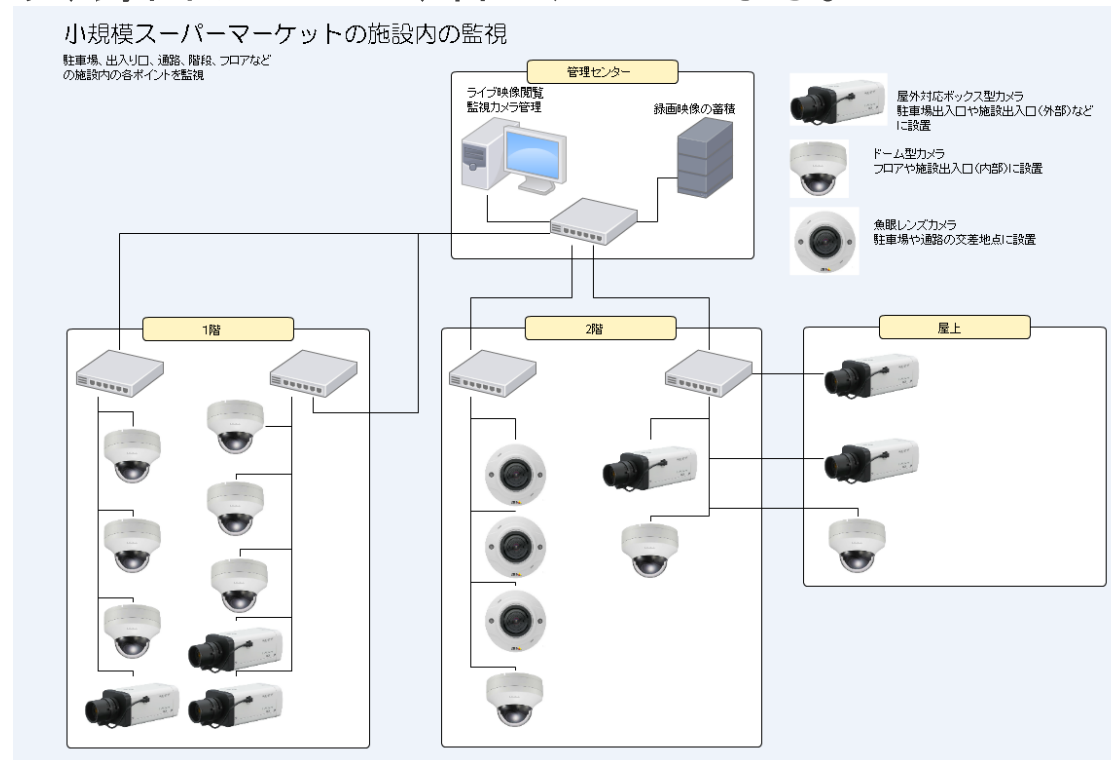 小規模スーパーマーケットの施設内の監視
駐車場、出入り口、通路、階段、フロアなど
の施設内の各ポイントを監視
管理センター
ライブ映像閲覧
監視カメラ管理
録画映像の蓄積
屋外対応ボックス型カメラ
駐車場出入口や施設出入口(外部)など
に設置
ドーム型カメラ
フロアや施設出入口(内部)に設置
魚眼レンズカメラ
駐車場や通路の交差地点に設置
1階
2階
屋上